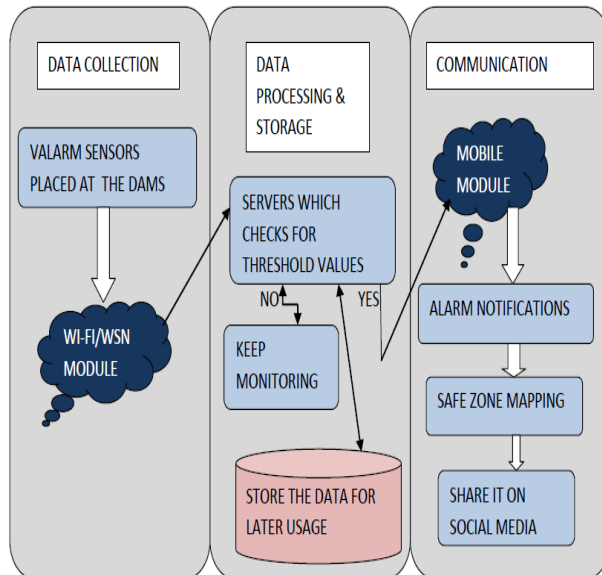 DATA COLLECTION
VALARM SENSORS
PLACED AT THE DAMS
WI-FI/WSN
MODULE
DATA
PROCESSING &
STORAGE
SERVERS WHICH
CHECKS FOR
THRESHOLD VALUES
NO
YES
KEEP
MONITORING
STORE THE DATA FOR
LATER USAGE
COMMUNICATION
MOBILE
MODULE
ALARM NOTIFICATIONS
SAFE ZONE MAPPING
SHARE IT ON
SOCIAL MEDIA